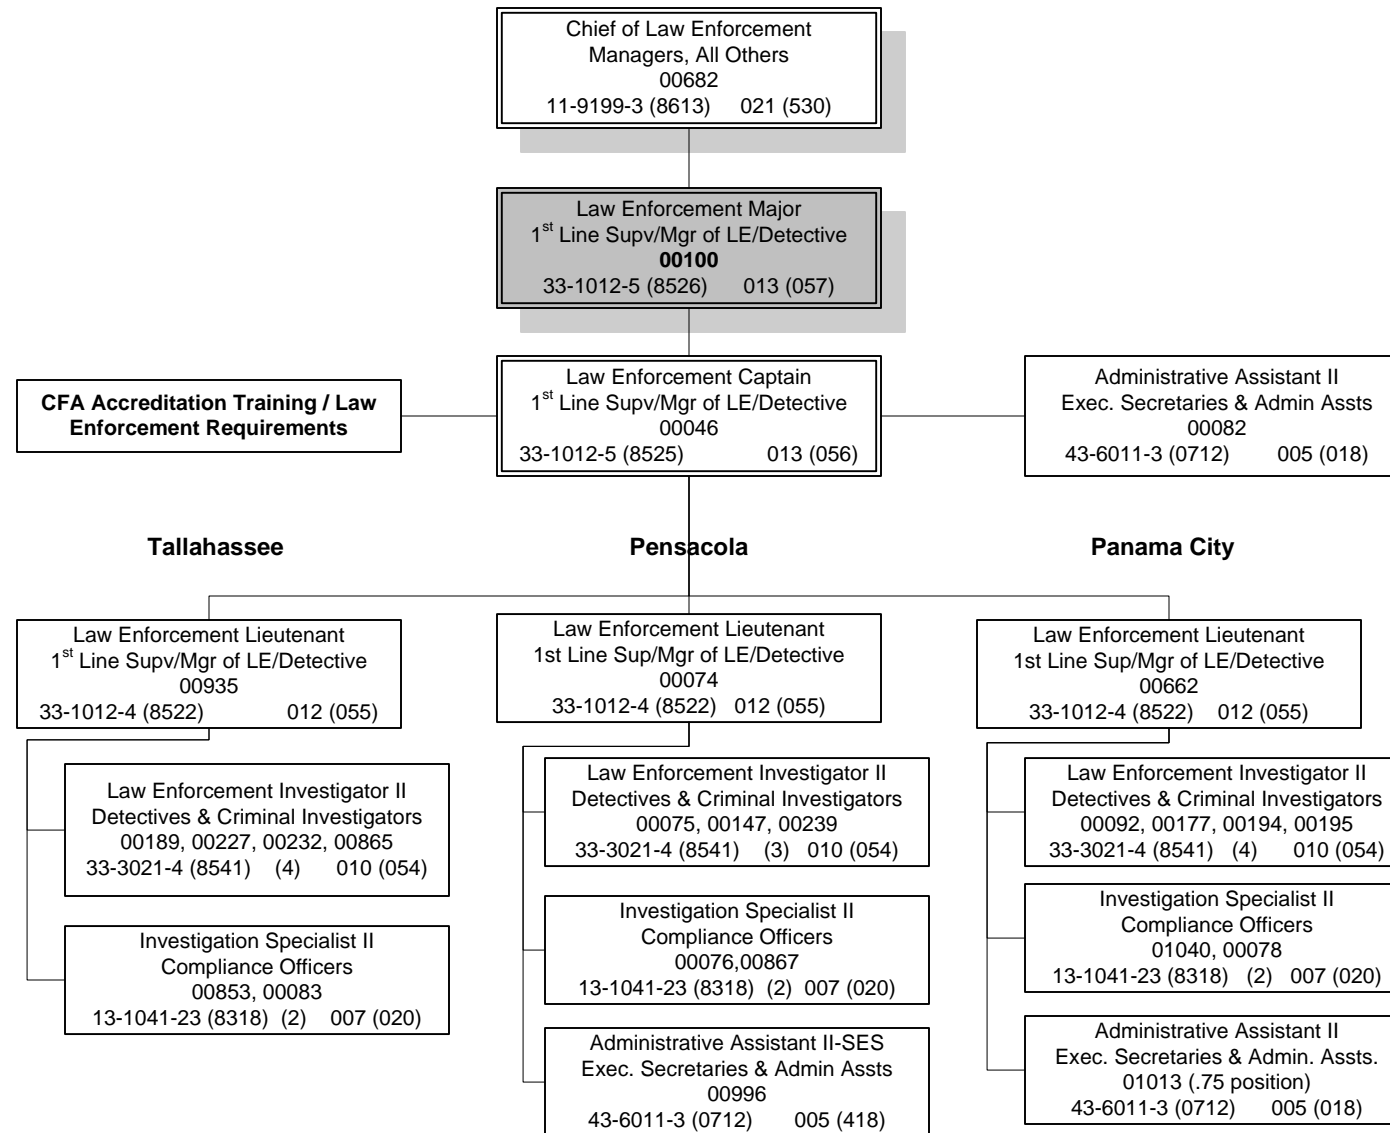 Chief of Law Enforcement
Managers, All Others
00682
11-9199-3 (8613) 021 (530)
Law Enforcement Major
1st Line Supv/Mgr of LE/Detective
00100
33-1012-5 (8526) 013 (057)
CFA Accreditation Training / Law
Enforcement Requirements
Law Enforcement Captain
1st Line Supv/Mgr of LE/Detective
00046
33-1012-5 (8525) 013 (056)
Administrative Assistant II
Exec. Secretaries & Admin Assts
00082
43-6011-3 (0712) 005 (018)
Tallahassee
Pensacola
Panama City
Law Enforcement Lieutenant
1st Line Supv/Mgr of LE/Detective
00935
33-1012-4 (8522) 012 (055)
Law Enforcement Investigator II
Detectives & Criminal Investigators
00189, 00227, 00232, 00865
33-3021-4 (8541) (4) 010 (054)
Investigation Specialist II
Compliance Officers
00853, 00083
13-1041-23 (8318) (2) 007 (020)
Law Enforcement Lieutenant
1st Line Sup/Mgr of LE/Detective
00074
33-1012-4 (8522) 012 (055)
Law Enforcement Investigator II
Detectives & Criminal Investigators
00075, 00147, 00239
33-3021-4 (8541) (3) 010 (054)
Investigation Specialist II
Compliance Officers
00076,00867
13-1041-23 (8318) (2) 007 (020)
Administrative Assistant II-SES
Exec. Secretaries & Admin Assts
00996
43-6011-3 (0712) 005 (418)
Law Enforcement Lieutenant
1st Line Sup/Mgr of LE/Detective
00662
33-1012-4 (8522) 012 (055)
Law Enforcement Investigator II
Detectives & Criminal Investigators
00092, 00177, 00194, 00195
33-3021-4 (8541) (4) 010 (054)
Investigation Specialist II
Compliance Officers
01040, 00078
13-1041-23 (8318) (2) 007 (020)
Administrative Assistant II
Exec. Secretaries & Admin. Assts.
01013 (.75 position)
43-6011-3 (0712) 005 (018)